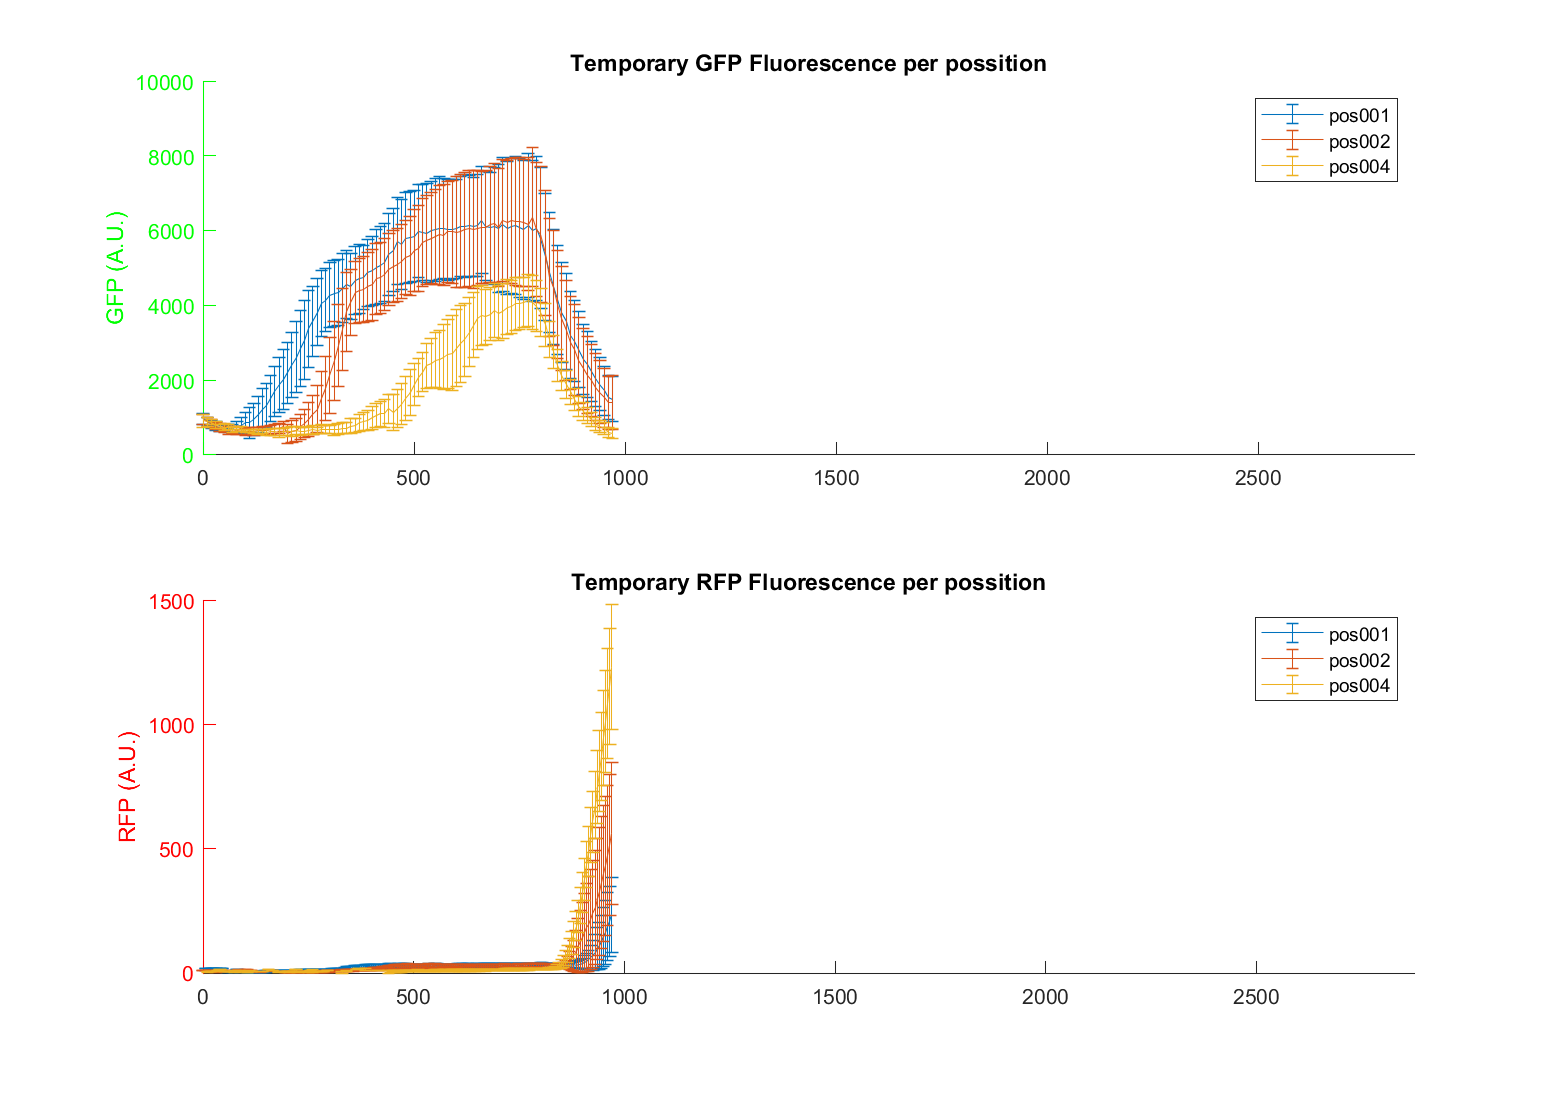 Temporary GFP Fluorescence per possition
10000
8000
6000
4000
2000
0
GFP (A.U.)
pos001
pos002
pos004
0 500 1000 1500 2000 2500
Temporary RFP Fluorescence per possition
1500
1000
500
0
RFP (A.U.)
pos001
pos002
pos004
0 500 1000 1500 2000 2500